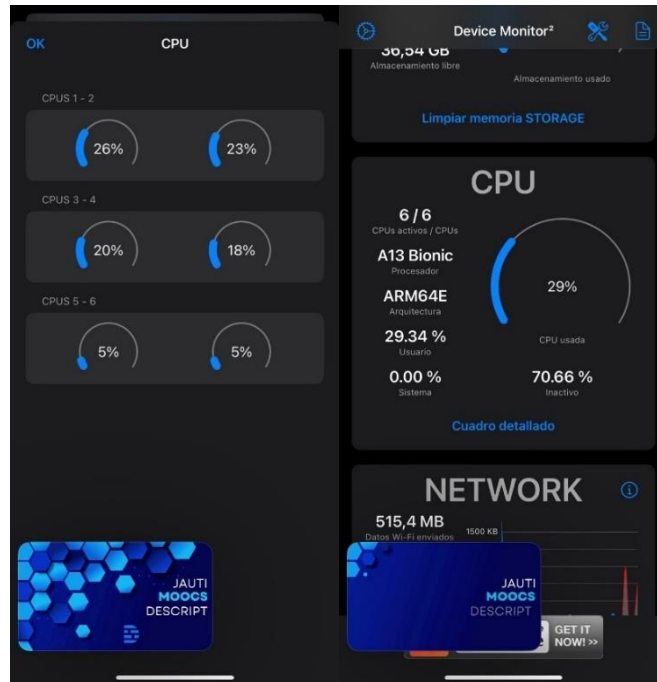 OK
CPU
CPUS 1 - 2
26%
23%
CPUS 3 - 4
20%
18%
CPUS 5 - 6
5%
5%
JAUTI
MOOCS
DESCRIPT
Device Monitor²
36,54 GB
Almacenamiento libre
Almacenamiento usado
Limpiar memoria STORAGE
CPU
6 / 6
CPUs activos / CPUs
A13 Bionic
Procesador
ARM64E
Arquitectura
29.34 %
Usuario
0.00 %
Sistema
29%
CPU usada
70.66 %
Inactivo
Cuadro detallado
NETWORK
515,4 MB
Datos Wi-Fi enviados
1500 KB
JAUTI
MOOCS
DESCRIPT
GET IT
NOW! >>